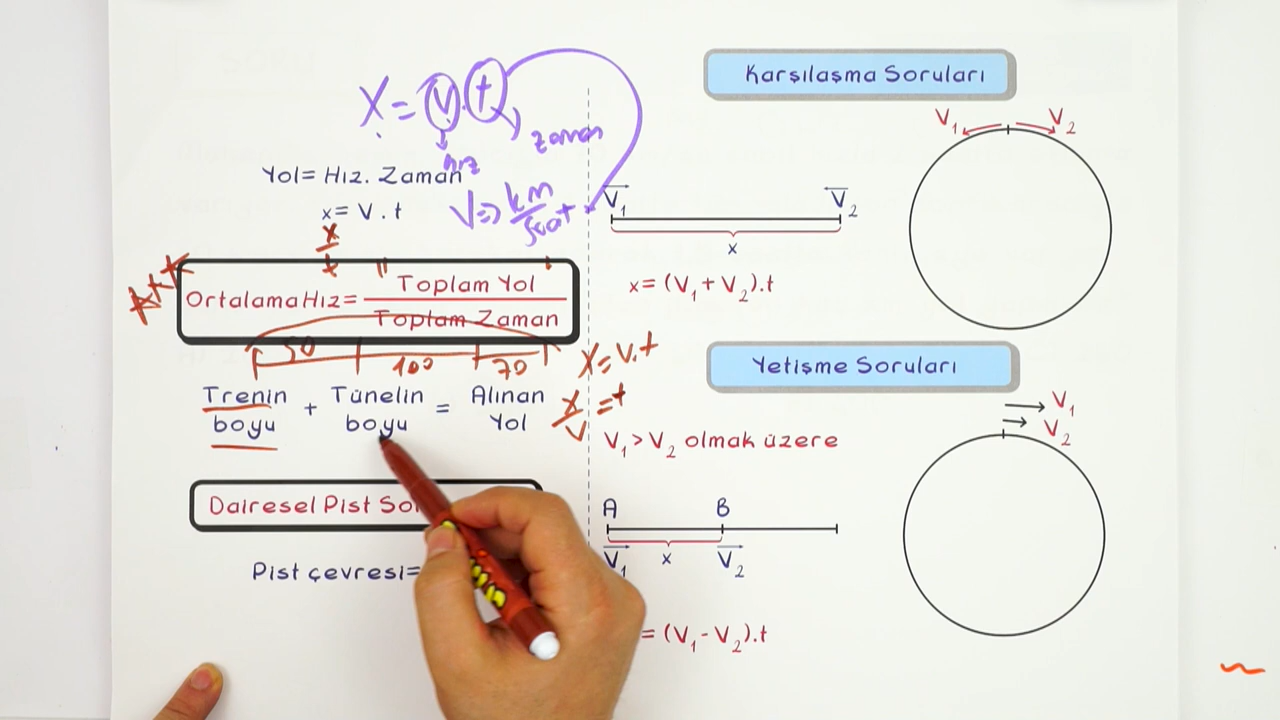 X = V . t
zaman
hız
Yol= Hız. Zaman
V => km
saat
x= V . t
x
t
Ortalama Hız= Toplam Yol
Toplam Zaman
50
100
70
X=V.t
X = t
V
Trenin boyu + Tünelin boyu = Alınan Yol
Dairesel Pist
Pist çevresi=
Karşılaşma Soruları
V1 V2
V1 V2
x
x= (V1+ V2).t
Yetişme Soruları
V1
V2
V1> V2 olmak üzere
A B
V1 x V2
= (V1- V2).t